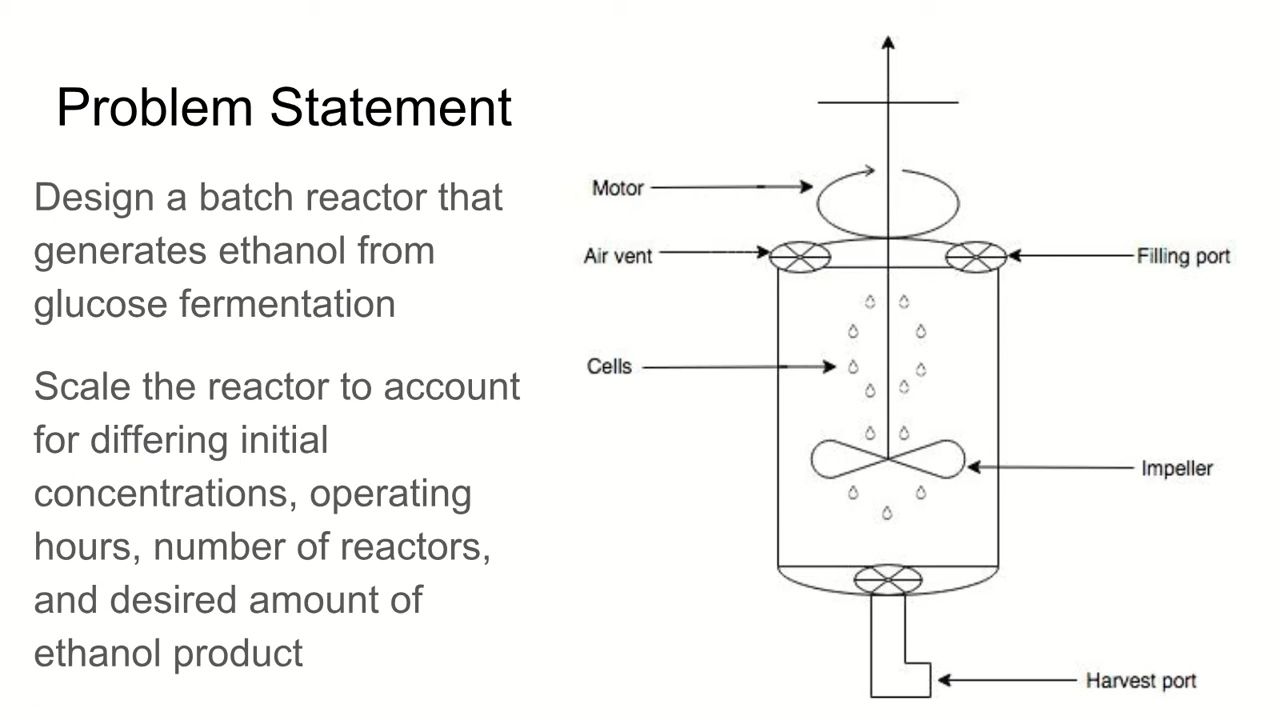 Problem Statement
Design a batch reactor that
generates ethanol from
glucose fermentation
Scale the reactor to account
for differing initial
concentrations, operating
hours, number of reactors,
and desired amount of
ethanol product
Motor
Air vent
Filling port
Cells
Impeller
Harvest port